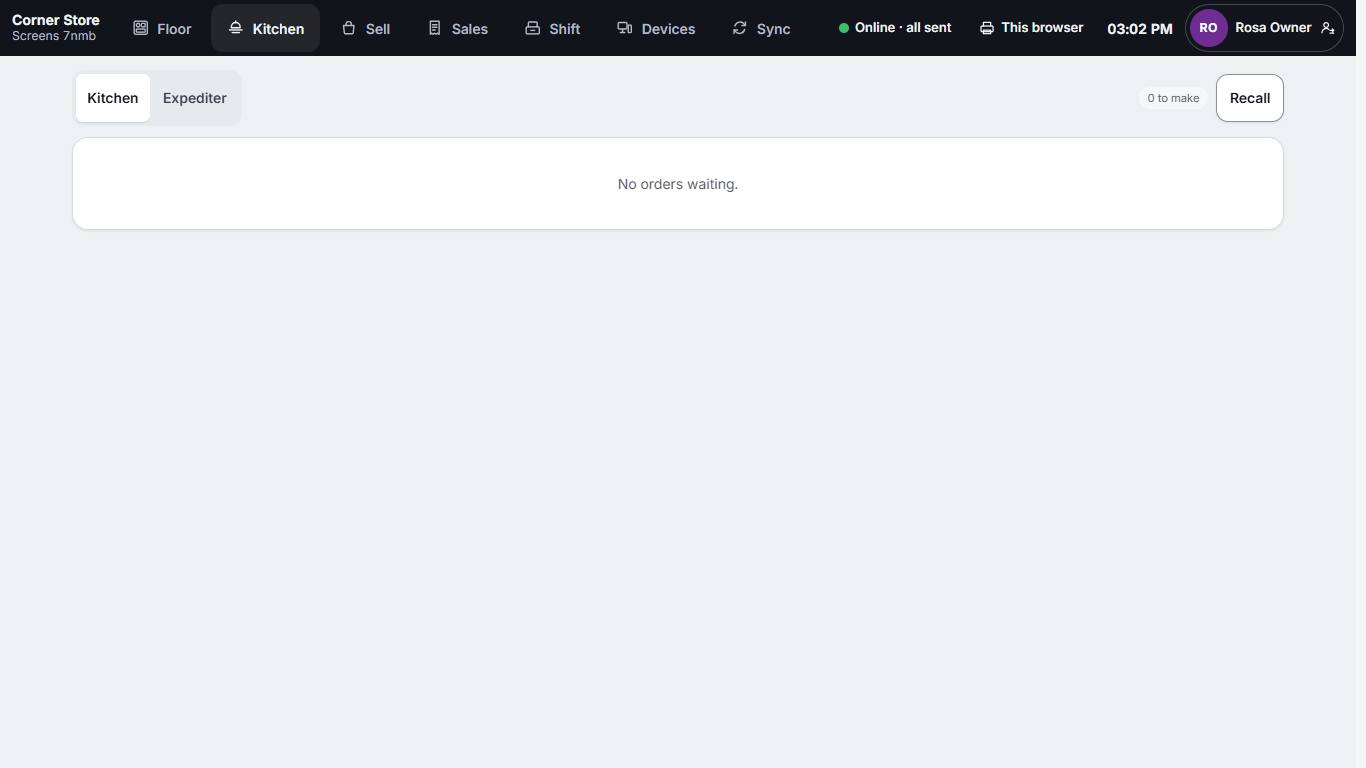 Corner Store
Screens 7nmb
Floor
Kitchen
Sell
Sales
Shift
Devices
Sync
Online · all sent
This browser
03:02 PM
RO
Rosa Owner
Kitchen
Expediter
0 to make
Recall
No orders waiting.